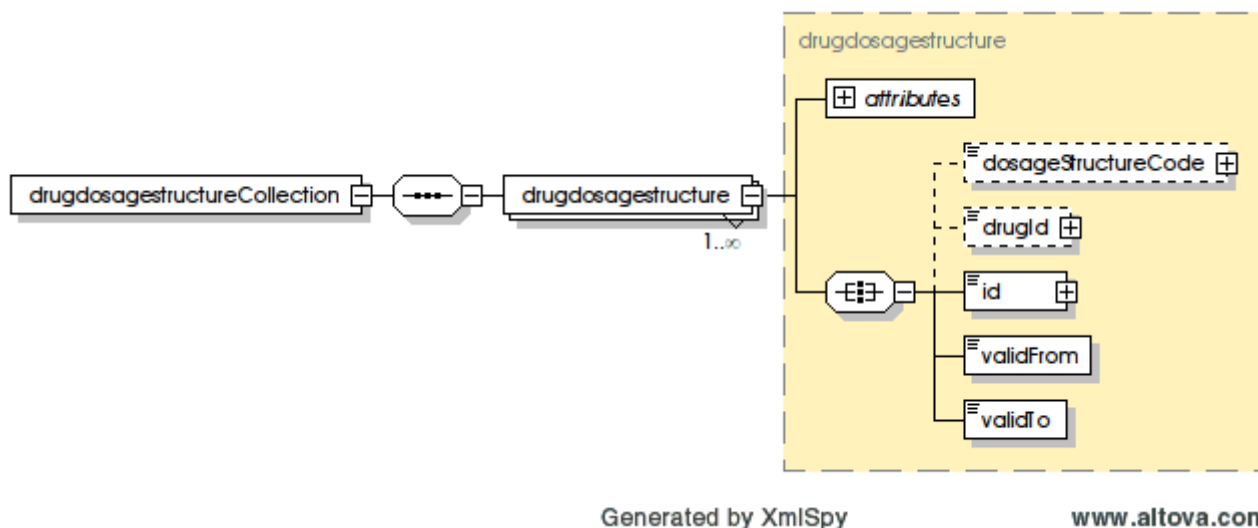 drugdosagestructure
attributes
dosageStructureCode
drugdosagestructureCollection
drugdosagestructure
1..∞
drugId
id
validFrom
validTo
Generated by XmlSpy
www.altova.com